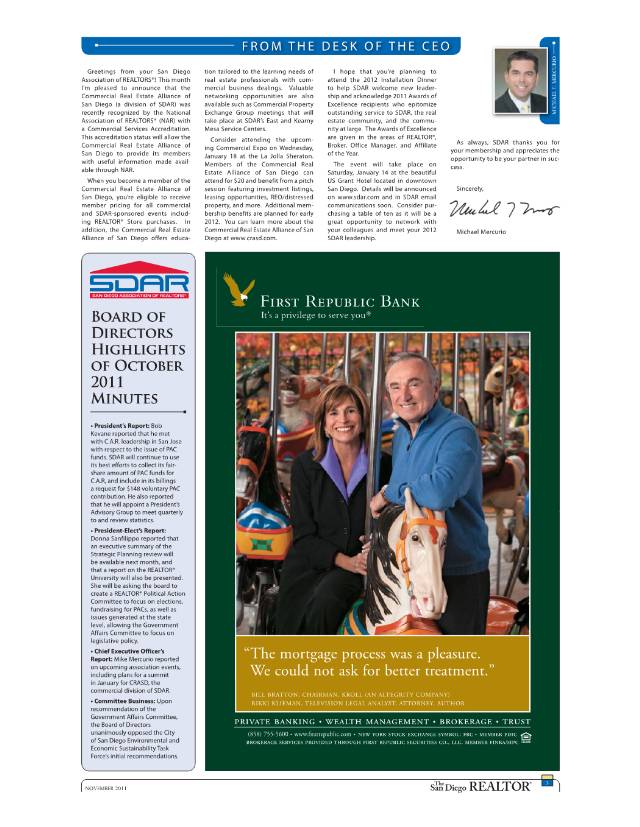 FROM THE DESK OF THE CEO
Greetings from your San Diego
Association of REALTORS®! This month
I'm pleased to announce that the
Commercial Real Estate Alliance of
San Diego (a division of SDAR) was
recently recognized by the National
Association of REALTORS® (NAR) with
a Commercial Services Accreditation.
This accreditation status will allow the
Commercial Real Estate Alliance of
San Diego to provide its members
with useful information made avail-
able through NAR.
When you become a member of the
Commercial Real Estate Alliance of
San Diego, you're eligible to receive
member pricing for all commercial
and SDAR-sponsored events includ-
ing REALTOR® Store purchases. In
addition, the Commercial Real Estate
Alliance of San Diego offers educa-
tion tailored to the learning needs of
real estate professionals with com-
mercial business dealings. Valuable
networking opportunities are also
available such as Commercial Property
Exchange Group meetings that will
take place at SDAR's East and Kearny
Mesa Service Centers.
Consider attending the upcom-
ing Commercial Expo on Wednesday,
January 18 at the La Jolla Sheraton.
Members of the Commercial Real
Estate Alliance of San Diego can
attend for $20 and benefit from a pitch
session featuring investment listings,
leasing opportunities, REO/distressed
property, and more. Additional mem-
bership benefits are planned for early
2012. You can learn more about the
Commercial Real Estate Alliance of San
Diego at www.crasd.com.
I hope that you're planning to
attend the 2012 Installation Dinner
to help SDAR welcome new leader-
ship and acknowledge 2011 Awards of
Excellence recipients who epitomize
outstanding service to SDAR, the real
estate community, and the commu-
nity at large. The Awards of Excellence
are given in the areas of REALTOR®,
Broker, Office Manager, and Affiliate
of the Year.
The event will take place on
Saturday, January 14 at the beautiful
US Grant Hotel located in downtown
San Diego. Details will be announced
on www.sdar.com and in SDAR email
communications soon. Consider pur-
chasing a table of ten as it will be a
great opportunity to network with
your colleagues and meet your 2012
SDAR leadership.
MICHAEL T. MERCURIO
As always, SDAR thanks you for
your membership and appreciates the
opportunity to be your partner in suc-
cess.
Sincerely,
Michael Mercurio
SDAR
SAN DIEGO ASSOCIATION OF REALTORS®
BOARD OF
DIRECTORS
HIGHLIGHTS
OF OCTOBER
2011
MINUTES
• President's Report: Bob
Kevane reported that he met
with C.A.R. leadership in San Jose
with respect to the issue of PAC
funds. SDAR will continue to use
its best efforts to collect its fair-
share amount of PAC funds for
C.A.R, and include in its billings
a request for $148 voluntary PAC
contribution. He also reported
that he will appoint a President's
Advisory Group to meet quarterly
to and review statistics.
• President-Elect's Report:
Donna Sanfilippo reported that
an executive summary of the
Strategic Planning review will
be available next month, and
that a report on the REALTOR®
University will also be presented.
She will be asking the board to
create a REALTOR® Political Action
Committee to focus on elections,
fundraising for PACs, as well as
issues generated at the state
level, allowing the Government
Affairs Committee to focus on
legislative policy.
• Chief Executive Officer's
Report: Mike Mercurio reported
on upcoming association events,
including plans for a summit
in January for CRASD, the
commercial division of SDAR.
• Committee Business: Upon
recommendation of the
Government Affairs Committee,
the Board of Directors
unanimously opposed the City
of San Diego Environmental and
Economic Sustainability Task
Force's initial recommendations.
FIRST REPUBLIC BANK
It's a privilege to serve you®
"The mortgage process was a pleasure.
We could not ask for better treatment."
BILL BRATTON, CHAIRMAN, KROLL (AN ALTEGRITY COMPANY)
RIKKI KLIEMAN, TELEVISION LEGAL ANALYST, ATTORNEY, AUTHOR
PRIVATE BANKING • WEALTH MANAGEMENT • BROKERAGE • TRUST
(858) 755-5600 • www.firstrepublic.com • NEW YORK STOCK EXCHANGE SYMBOL: FRC • MEMBER FDIC
BROKERAGE SERVICES PROVIDED THROUGH FIRST REPUBLIC SECURITIES CO., LLC, MEMBER FINRA/SIPC
NOVEMBER 2011
The San Diego REALTOR®